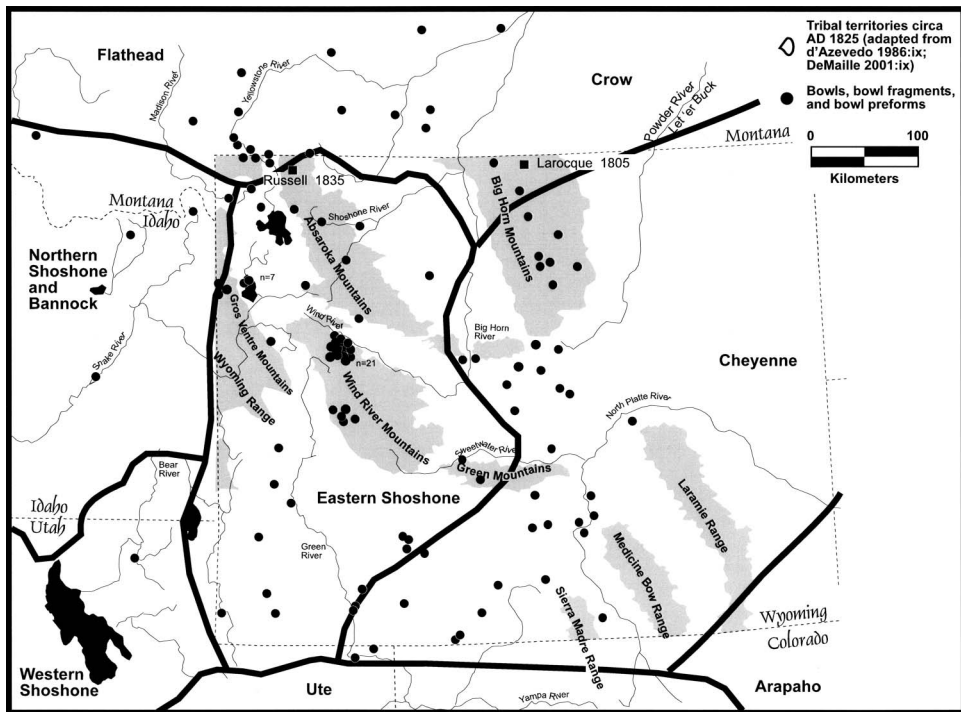 Flathead
Madison River
Yellowstone River
Crow
Powder River
Let 'er Buck
Tribal territories circa
AD 1825 (adapted from
d'Azevedo 1986:ix;
DeMaille 2001:ix)
Bowls, bowl fragments,
and bowl preforms
0 100
Kilometers
Montana
Wyoming
Russell 1835
Larocque 1805
Montana
Idaho
Shoshone River
Absaroka Mountains
Big Horn Mountains
Northern
Shoshone
and
Bannock
n=7
Gros Ventre Mountains
Wyoming Range
Wind River
n=21
Wind River Mountains
Big Horn
River
Snake River
Cheyenne
North Platte River
Sweetwater River
Green Mountains
Bear
River
Eastern Shoshone
Idaho
Utah
Green
River
Laramie Range
Medicine Bow Range
Sierra Madre Range
Wyoming
Colorado
Western
Shoshone
Ute
Yampa River
Arapaho